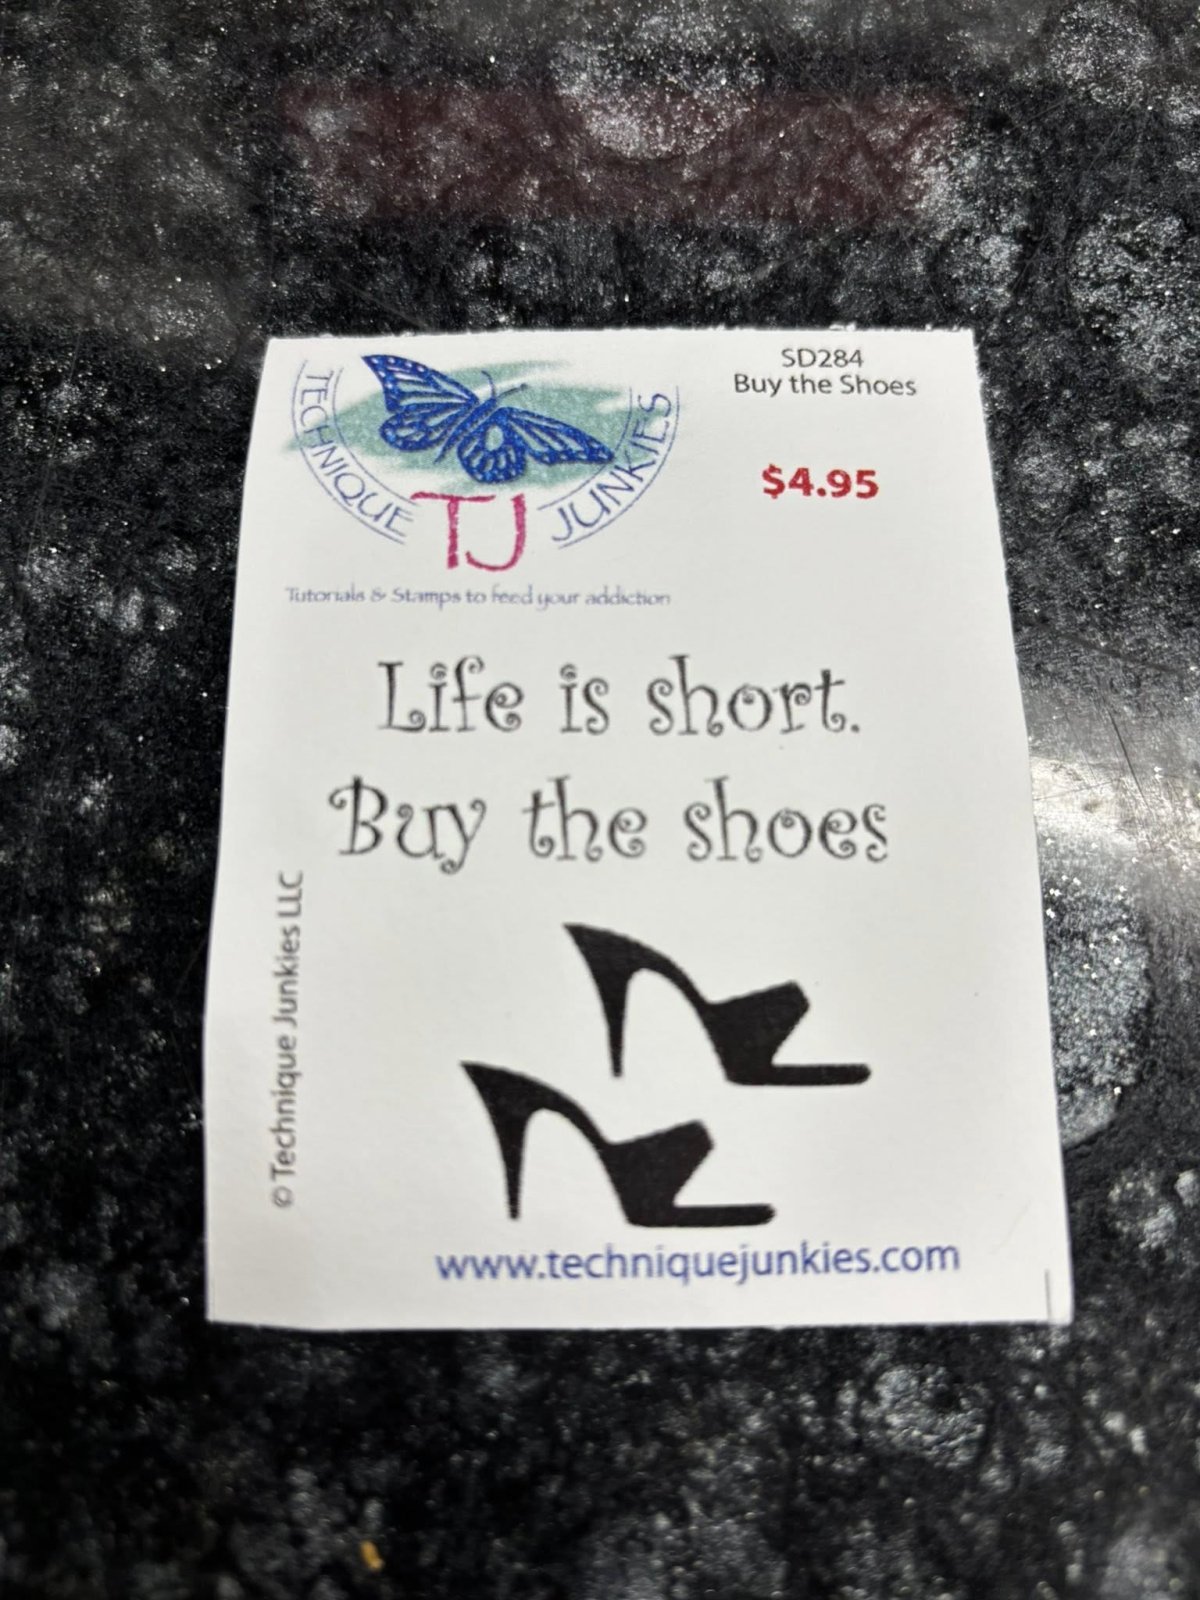 TECHNIQUE JUNKIES
TJ
Tutorials & Stamps to feed your addiction
SD284
Buy the Shoes
$4.95
Life is short.
Buy the shoes
© Technique Junkies LLC
www.techniquejunkies.com